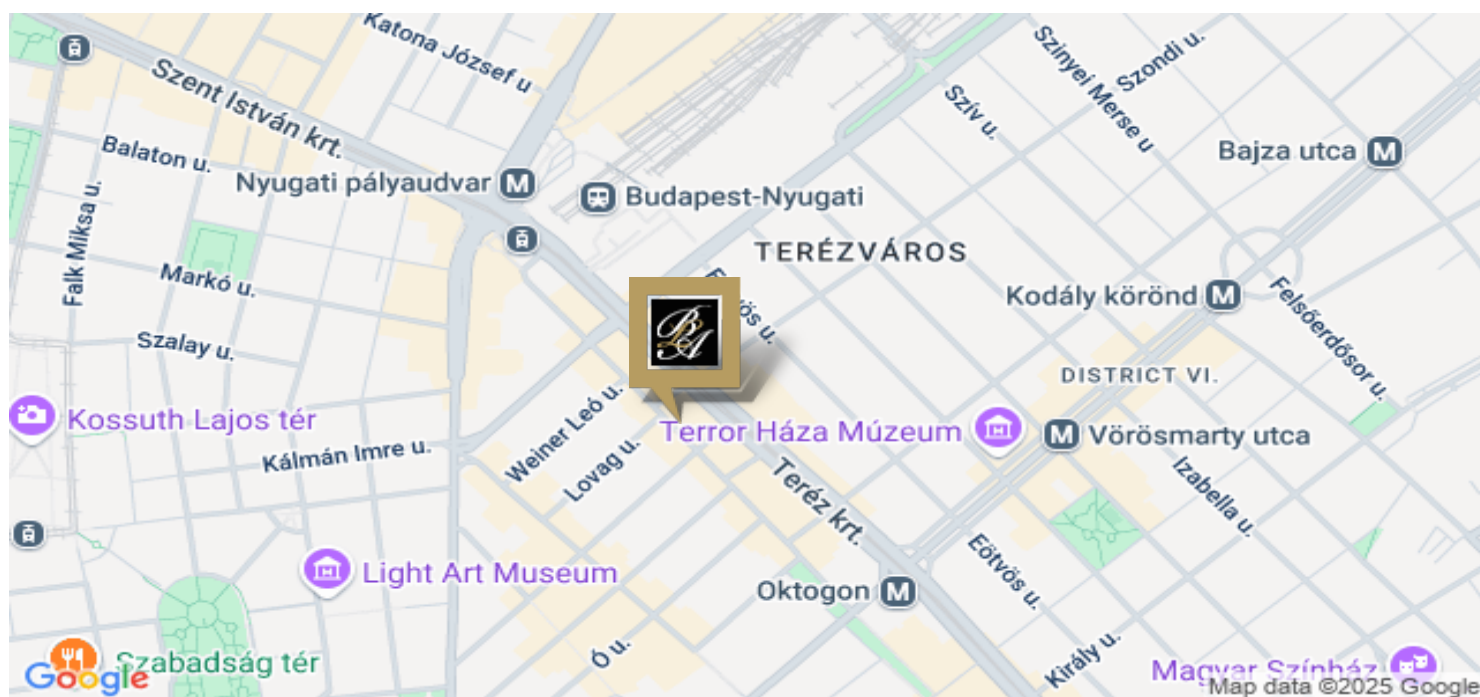 Katona József u
Szent István krt.
Balaton u.
Nyugati pályaudvar
Budapest-Nyugati
Szinyei Merse u
Szondi u.
Szív u.
Bajza utca
Falk Miksa u.
Markó u.
TERÉZVÁROS
Kodály körönd
Felsőerdősor u.
Szalay u.
DISTRICT VI.
Kossuth Lajos tér
Kálmán Imre u.
Weiner Leó u.
Lovag u.
Terror Háza Múzeum
Vörösmarty utca
Izabella u.
Teréz krt.
Eötvös u.
Light Art Museum
Oktogon
Ó u.
Király u.
Szabadság tér
Magyar Színház
Google
Map data ©2025 Google